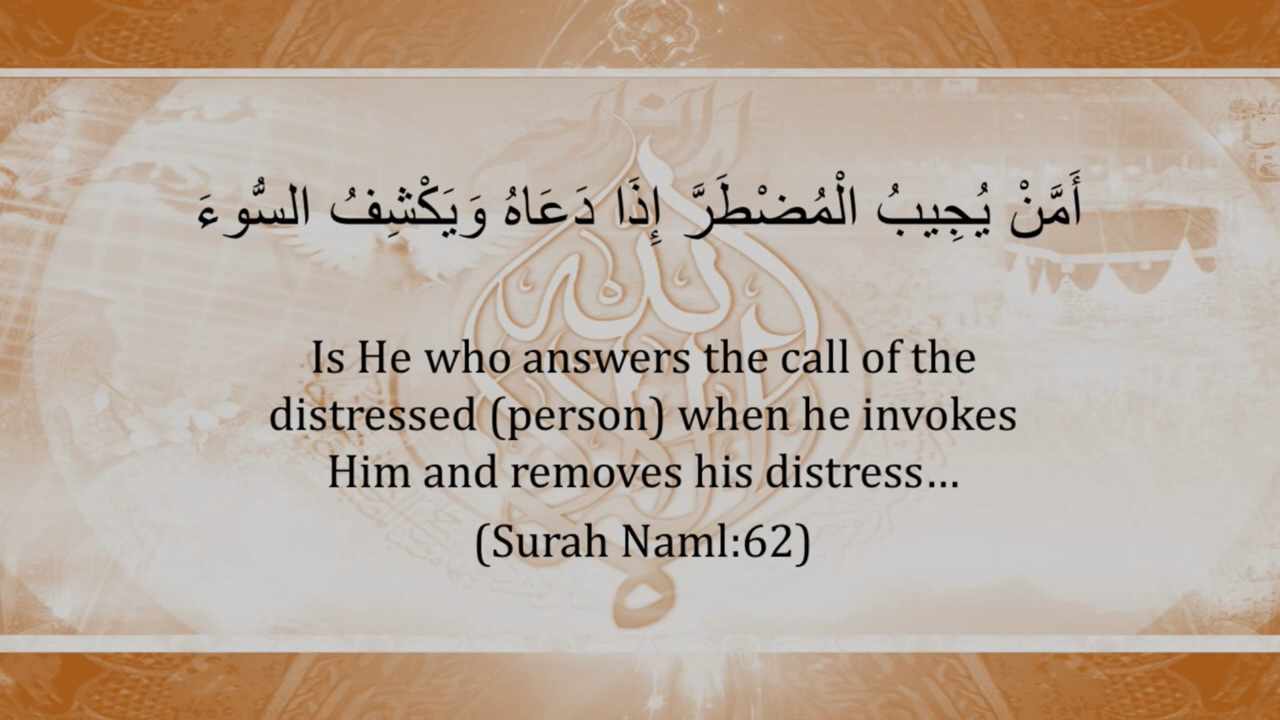 أَمَّنْ يُجِيبُ الْمُضْطَرَّ إِذَا دَعَاهُ وَيَكْشِفُ السُّوءَ
Is He who answers the call of the
distressed (person) when he invokes
Him and removes his distress…
(Surah Naml:62)